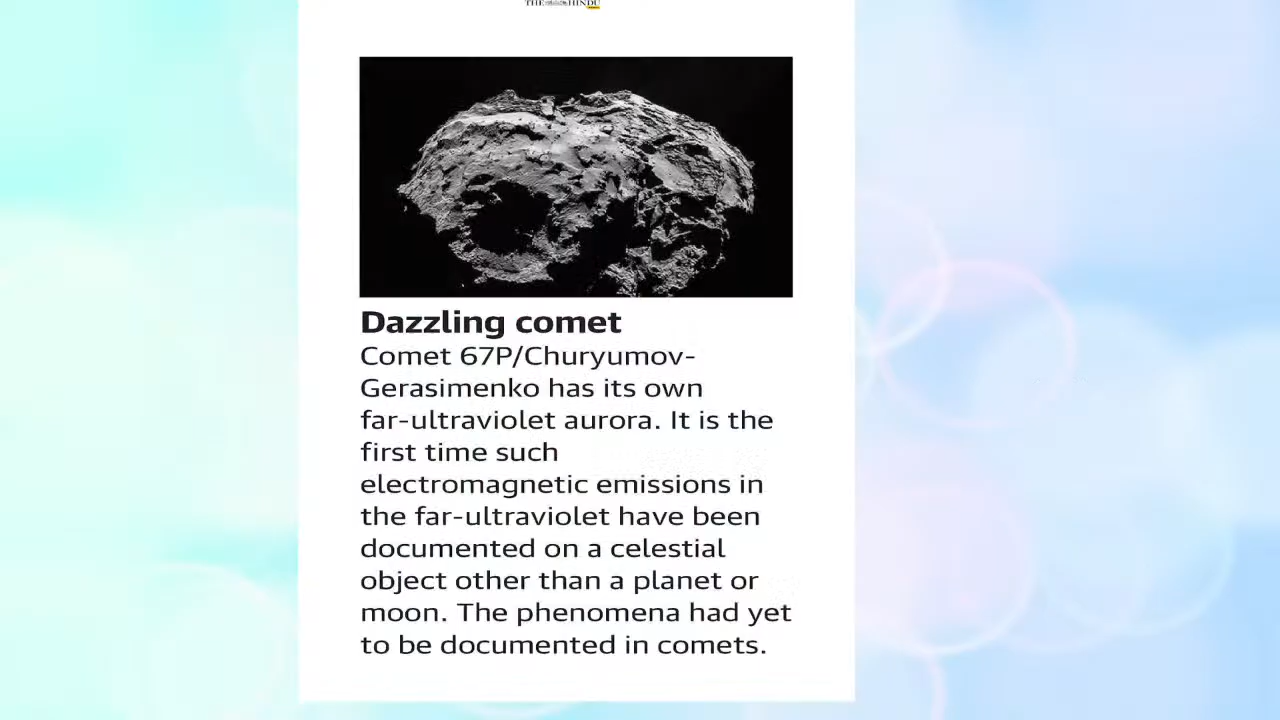 THE HINDU
Dazzling comet
Comet 67P/Churyumov-
Gerasimenko has its own
far-ultraviolet aurora. It is the
first time such
electromagnetic emissions in
the far-ultraviolet have been
documented on a celestial
object other than a planet or
moon. The phenomena had yet
to be documented in comets.